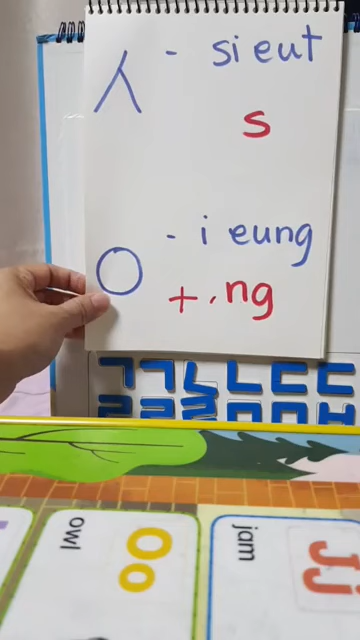 ㅅ - sieut
s
ㅇ - ieung
+ . ng
owl
Oo
jam
Jj